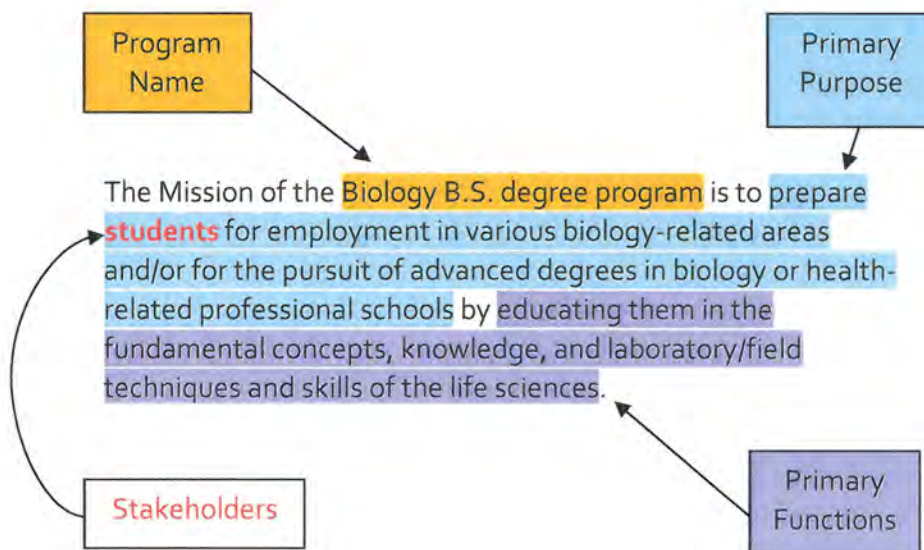 Program
Name
Primary
Purpose
The Mission of the Biology B.S. degree program is to prepare
students for employment in various biology-related areas
and/or for the pursuit of advanced degrees in biology or health-
related professional schools by educating them in the
fundamental concepts, knowledge, and laboratory/field
techniques and skills of the life sciences.
Stakeholders
Primary
Functions